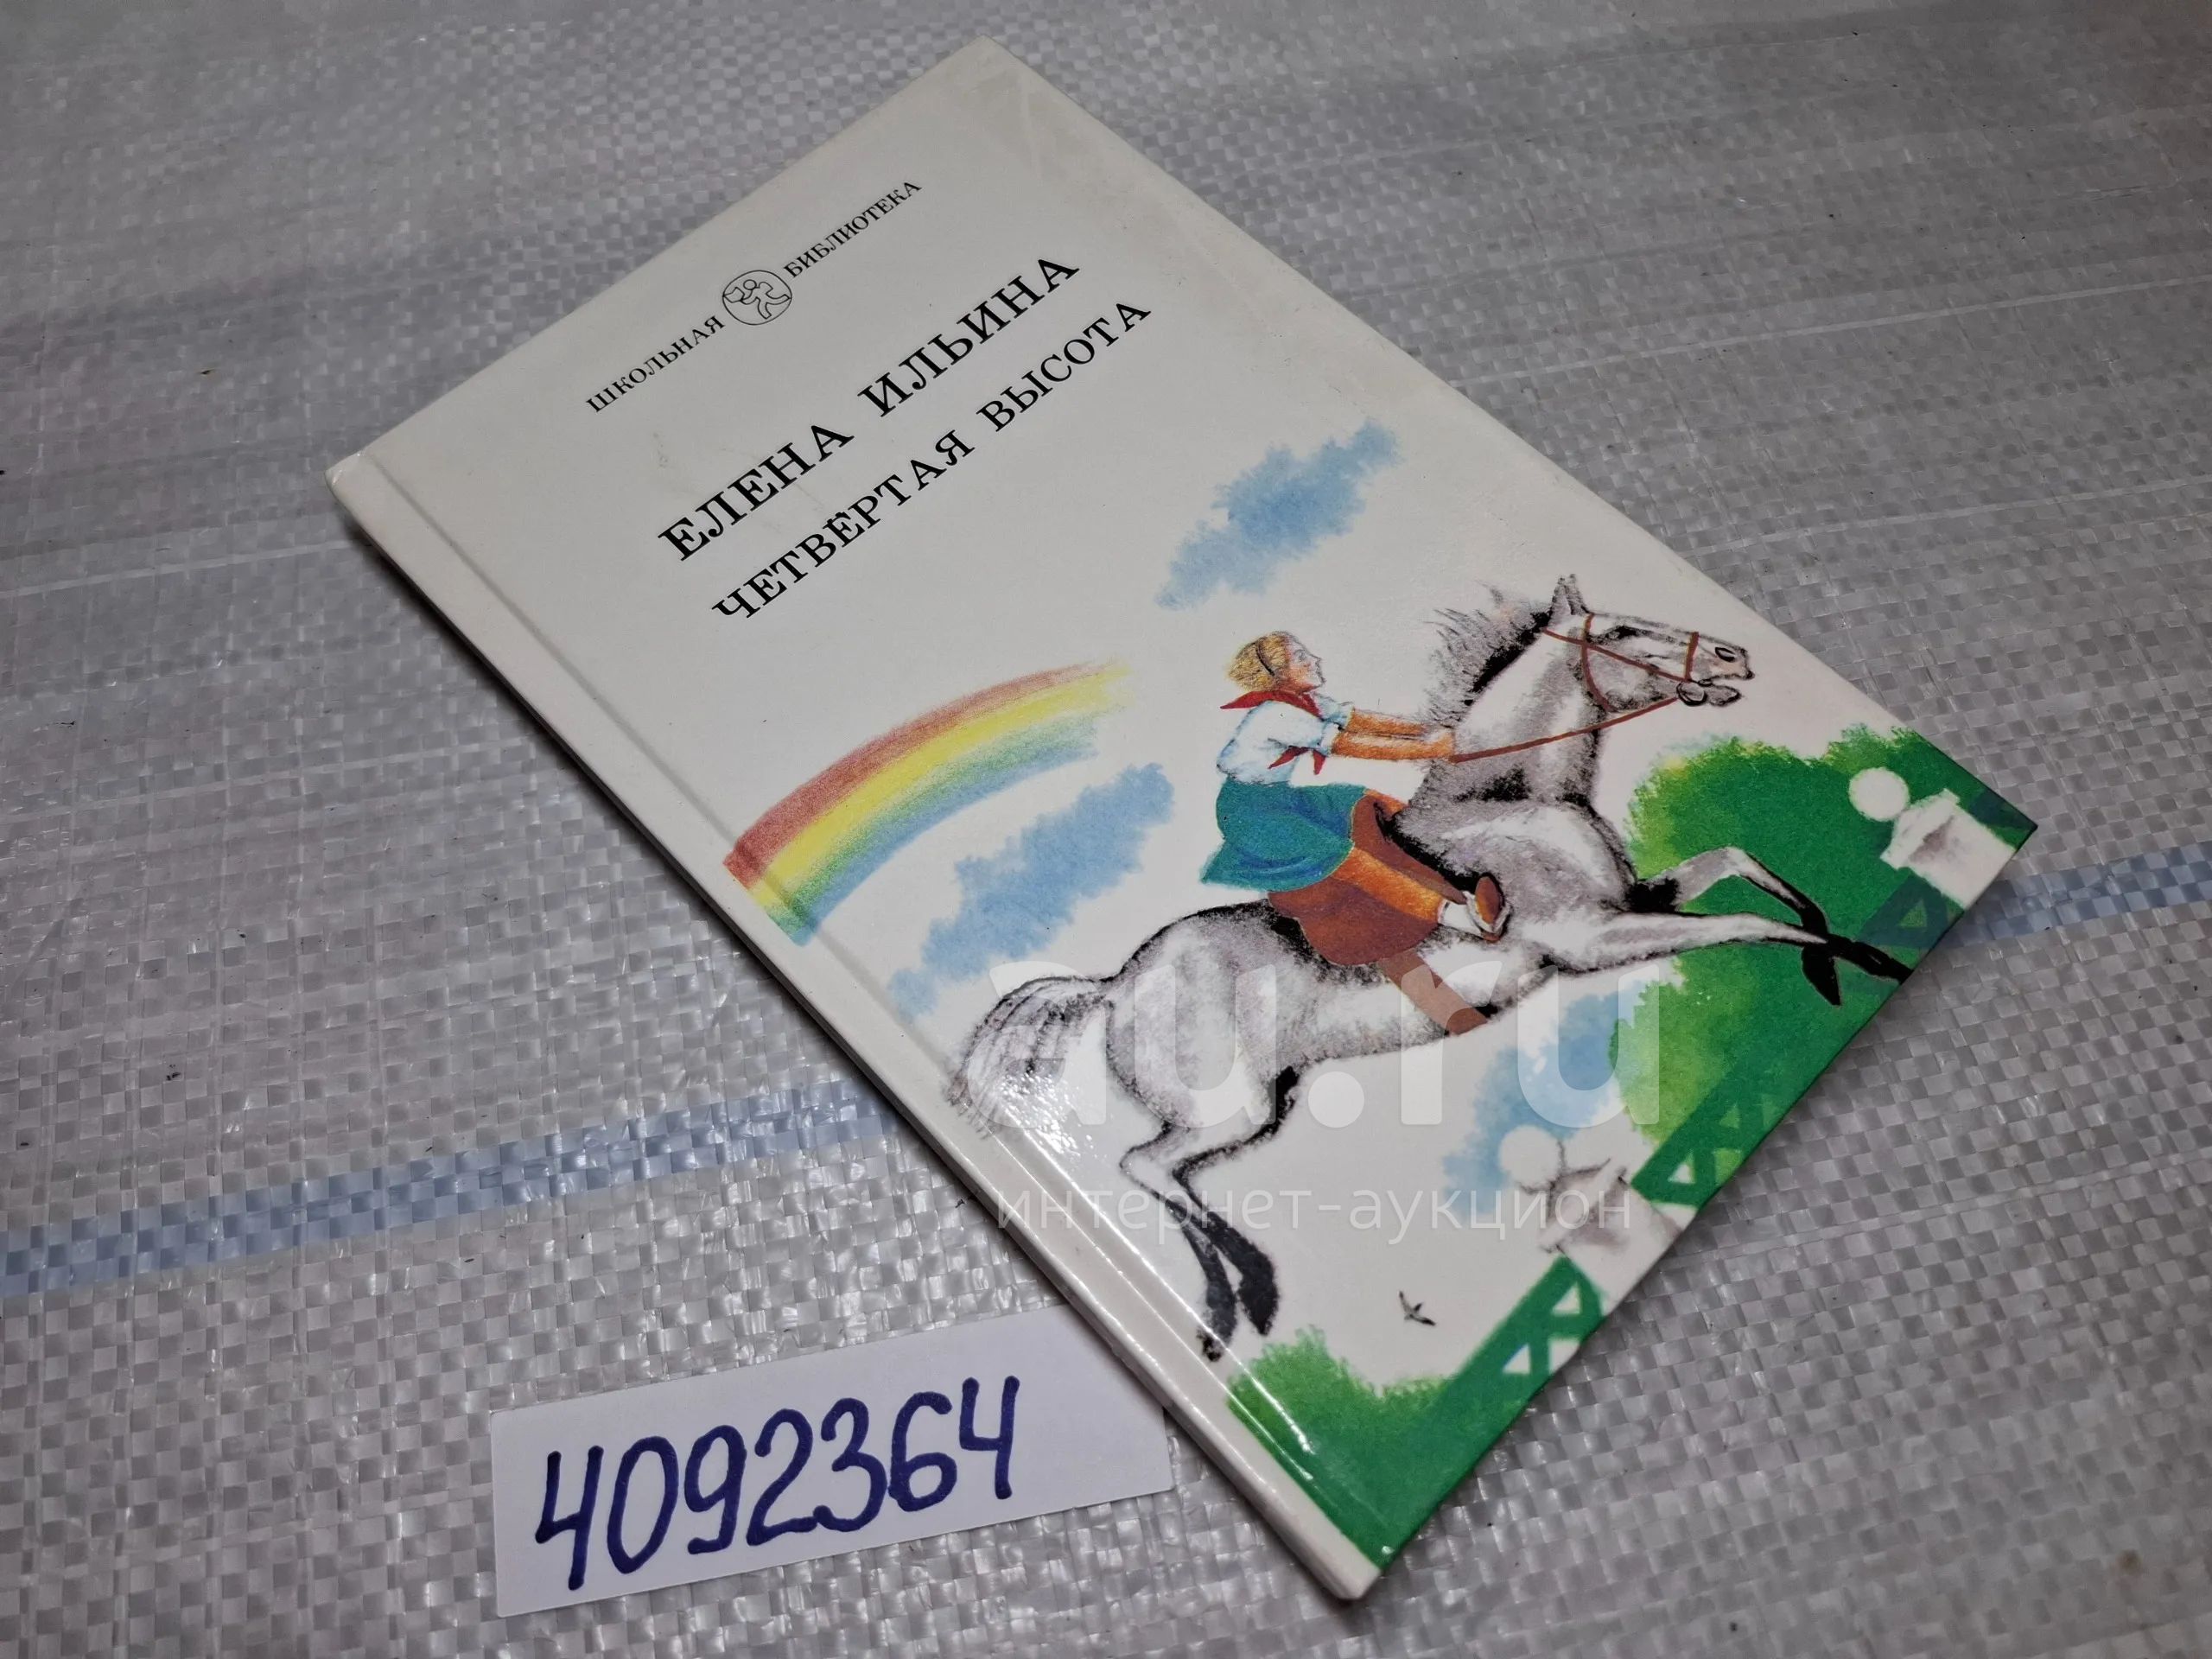 ШКОЛЬНАЯ БИБЛИОТЕКА
ЕЛЕНА ИЛЬИНА
ЧЕТВЁРТАЯ ВЫСОТА
au.ru
интернет-аукцион
4092364